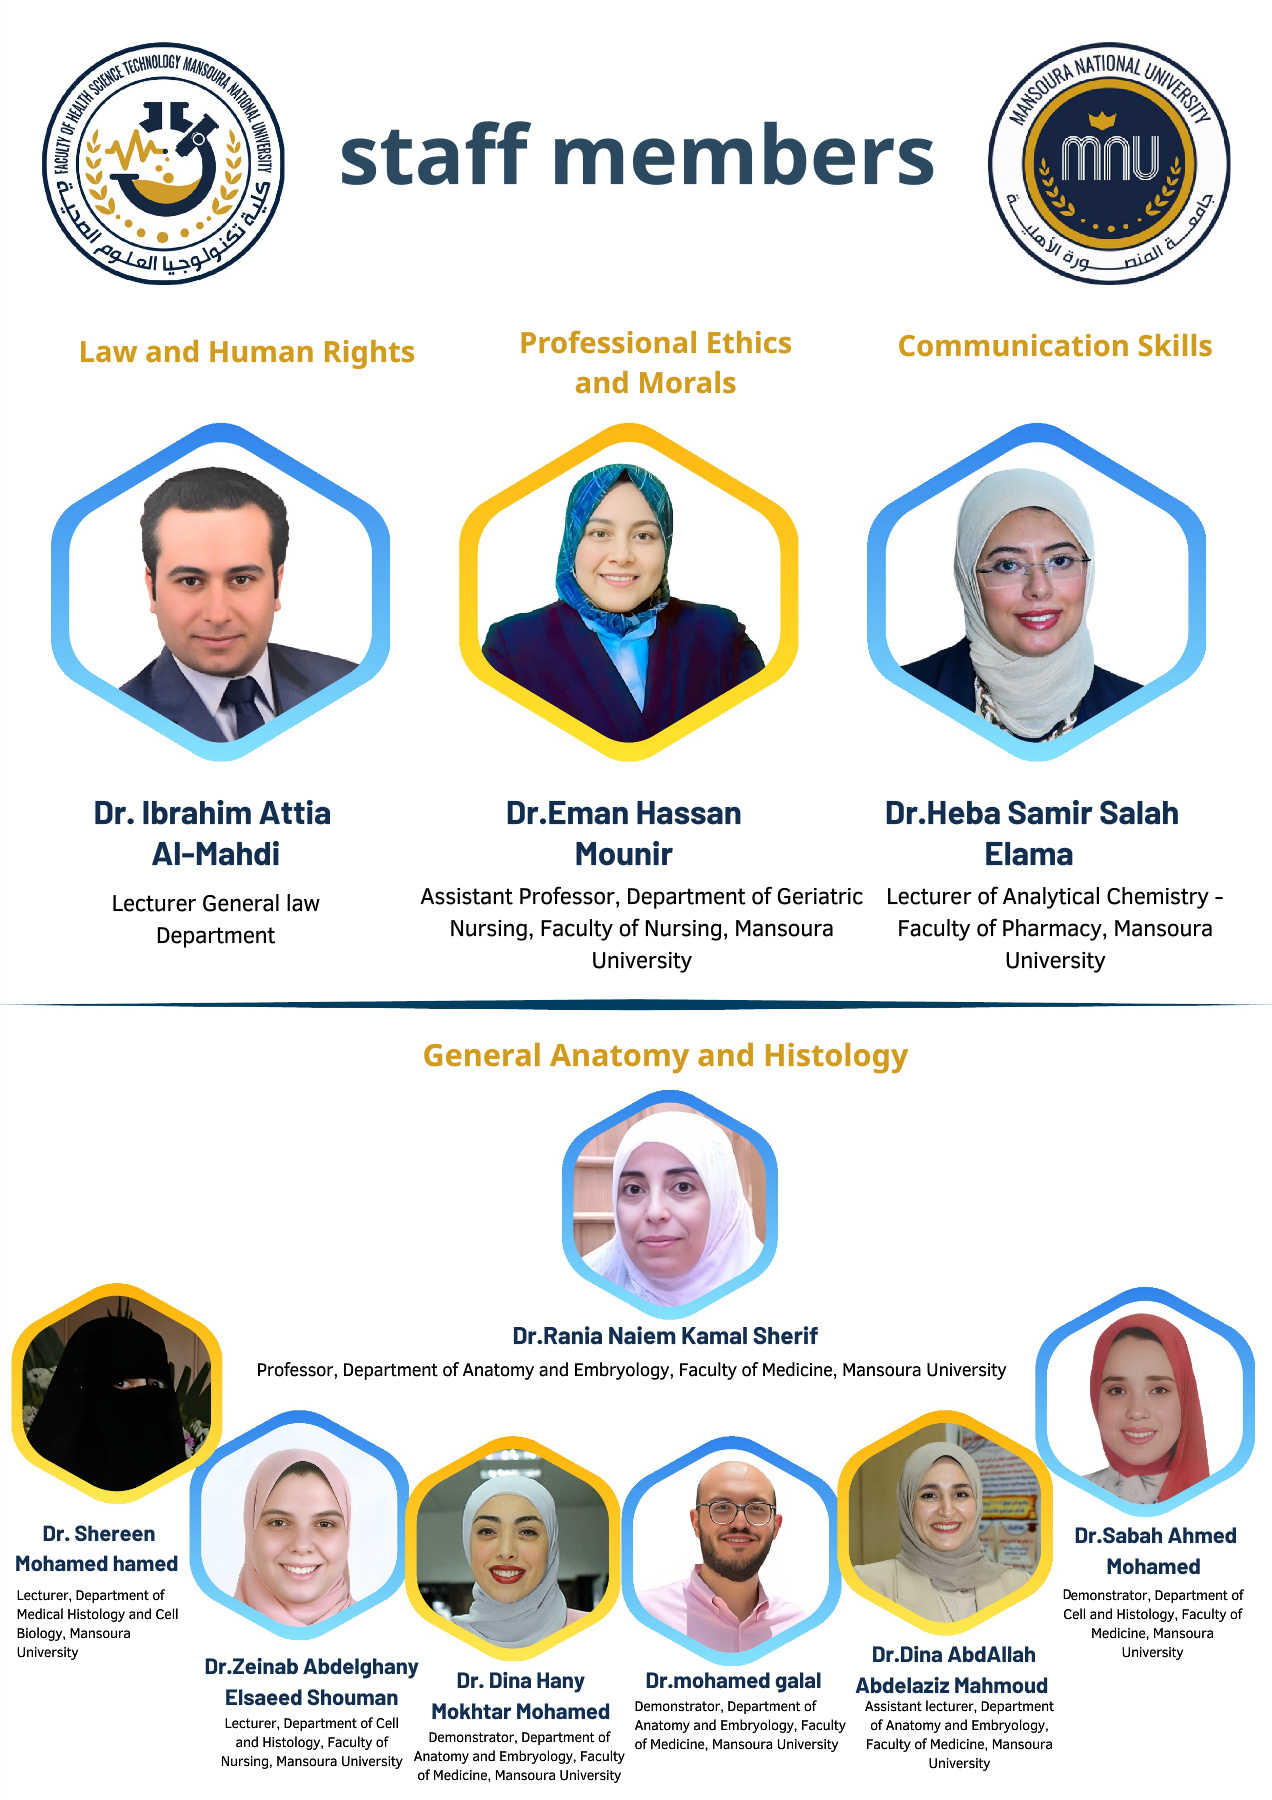 FACULTY OF HEALTH SCIENCE TECHNOLOGY MANSOURA NATIONAL UNIVERSITY
كلية تكنولوجيا العلوم الصحية
staff members
MANSOURA NATIONAL UNIVERSITY
mnu
جامعة المنصورة الأهلية
Law and Human Rights
Professional Ethics
and Morals
Communication Skills
Dr. Ibrahim Attia
Al-Mahdi
Lecturer General law
Department
Dr.Eman Hassan
Mounir
Assistant Professor, Department of Geriatric
Nursing, Faculty of Nursing, Mansoura
University
Dr.Heba Samir Salah
Elama
Lecturer of Analytical Chemistry -
Faculty of Pharmacy, Mansoura
University
General Anatomy and Histology
Dr.Rania Naiem Kamal Sherif
Professor, Department of Anatomy and Embryology, Faculty of Medicine, Mansoura University
Dr. Shereen
Mohamed hamed
Lecturer, Department of
Medical Histology and Cell
Biology, Mansoura
University
Dr.Zeinab Abdelghany
Elsaeed Shouman
Lecturer, Department of Cell
and Histology, Faculty of
Nursing, Mansoura University
Dr. Dina Hany
Mokhtar Mohamed
Demonstrator, Department of
Anatomy and Embryology, Faculty
of Medicine, Mansoura University
Dr.mohamed galal
Demonstrator, Department of
Anatomy and Embryology, Faculty
of Medicine, Mansoura University
Dr.Dina AbdAllah
Abdelaziz Mahmoud
Assistant lecturer, Department
of Anatomy and Embryology,
Faculty of Medicine, Mansoura
University
Dr.Sabah Ahmed
Mohamed
Demonstrator, Department of
Cell and Histology, Faculty of
Medicine, Mansoura
University